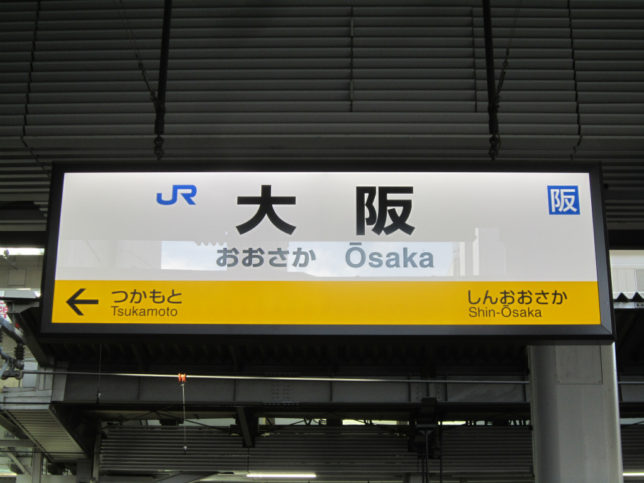 JR 大阪 阪
おおさか Ōsaka
← つかもと しんおおさか
Tsukamoto Shin-Ōsaka